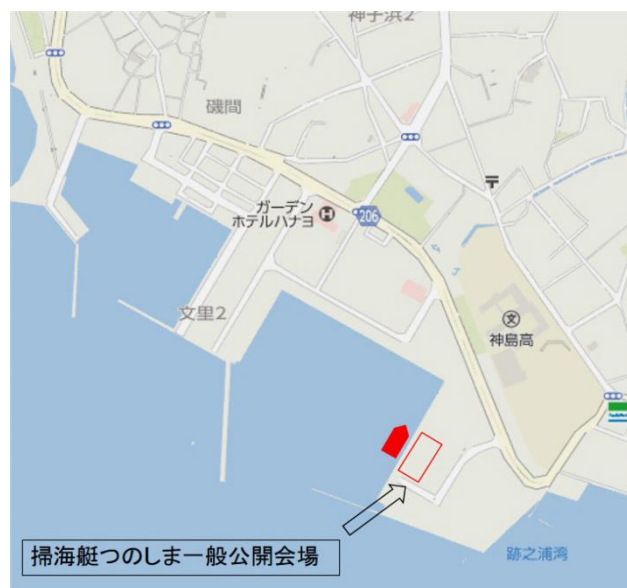 神子浜2
磯間
ガーデン
ホテルハナヨ
H
206
文里2
文
神島高
掃海艇つのしま一般公開会場
跡之浦湾